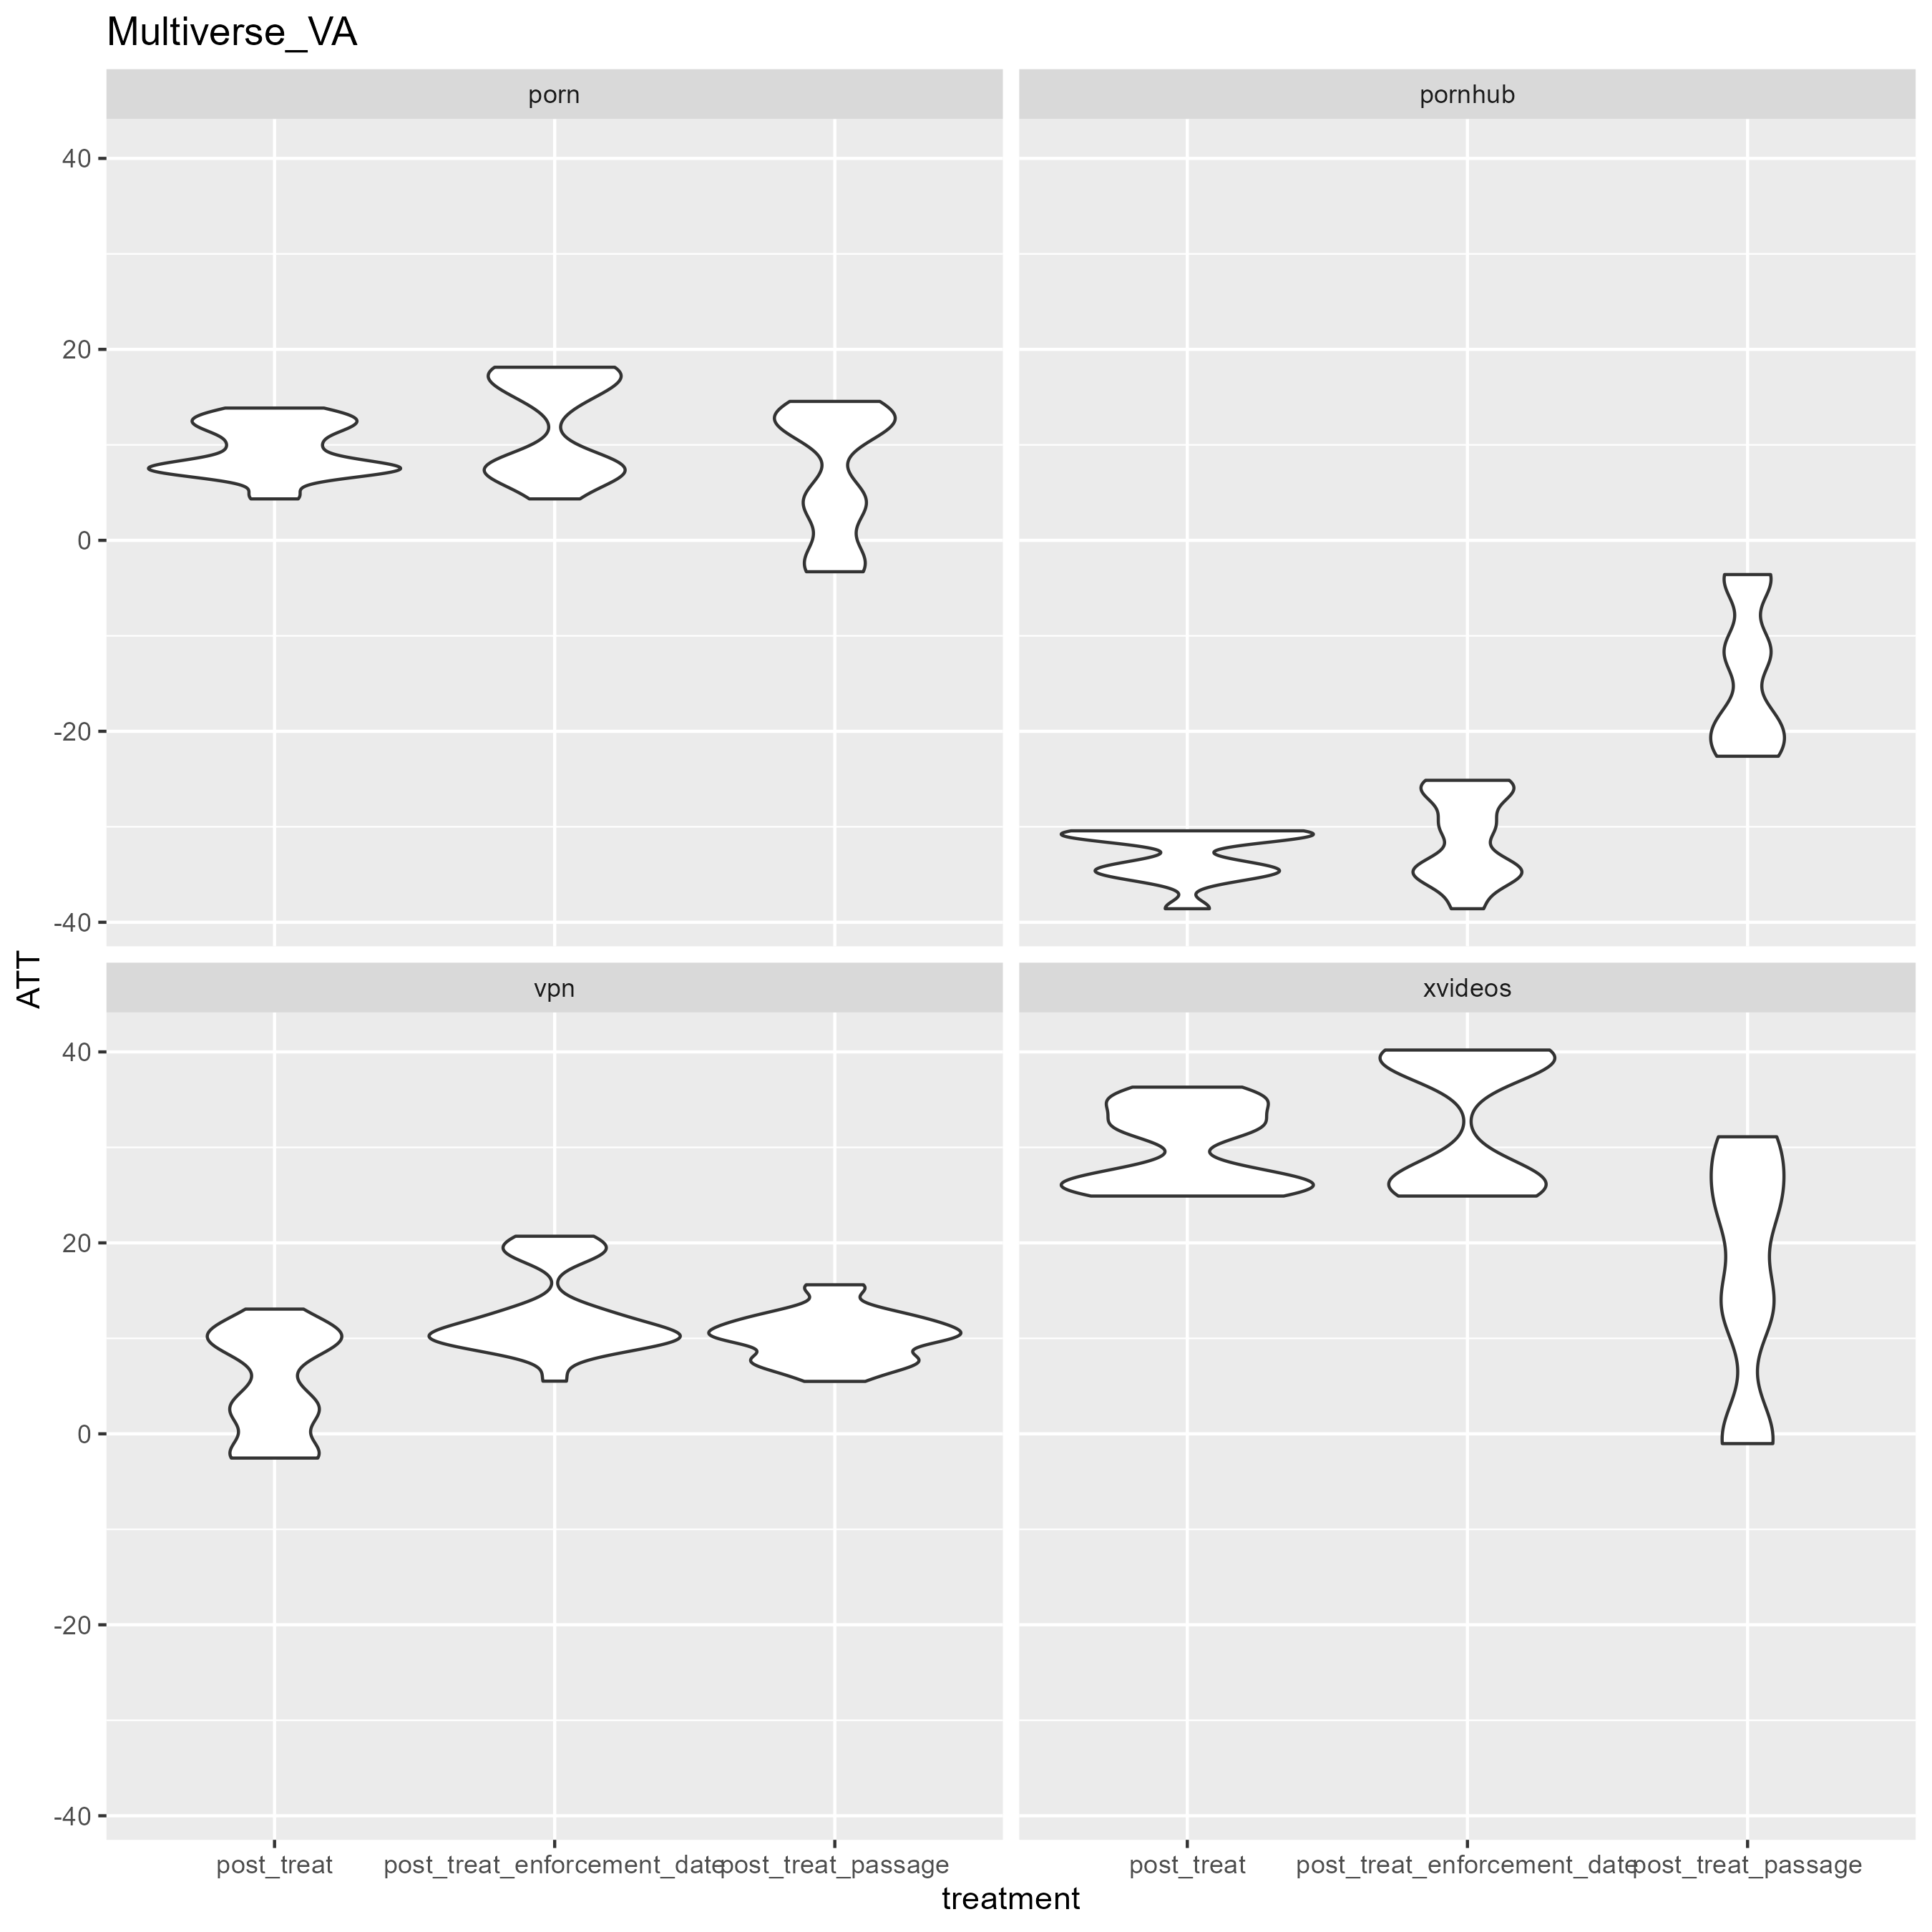 Multiverse_VA
porn
pornhub
40
20
0
-20
-40
ATT
vpn
xvideos
40
20
0
-20
-40
post_treat
post_treat_enforcement_date
post_treat_passage
post_treat
post_treat_enforcement_date
post_treat_passage
treatment